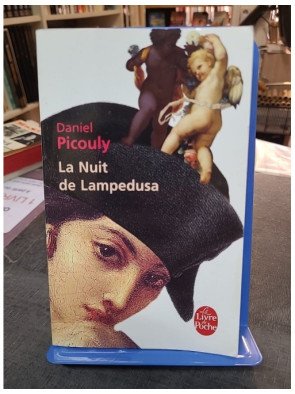 Daniel
Picouly
La Nuit
de Lampedusa
Le
Livre
de
Poche